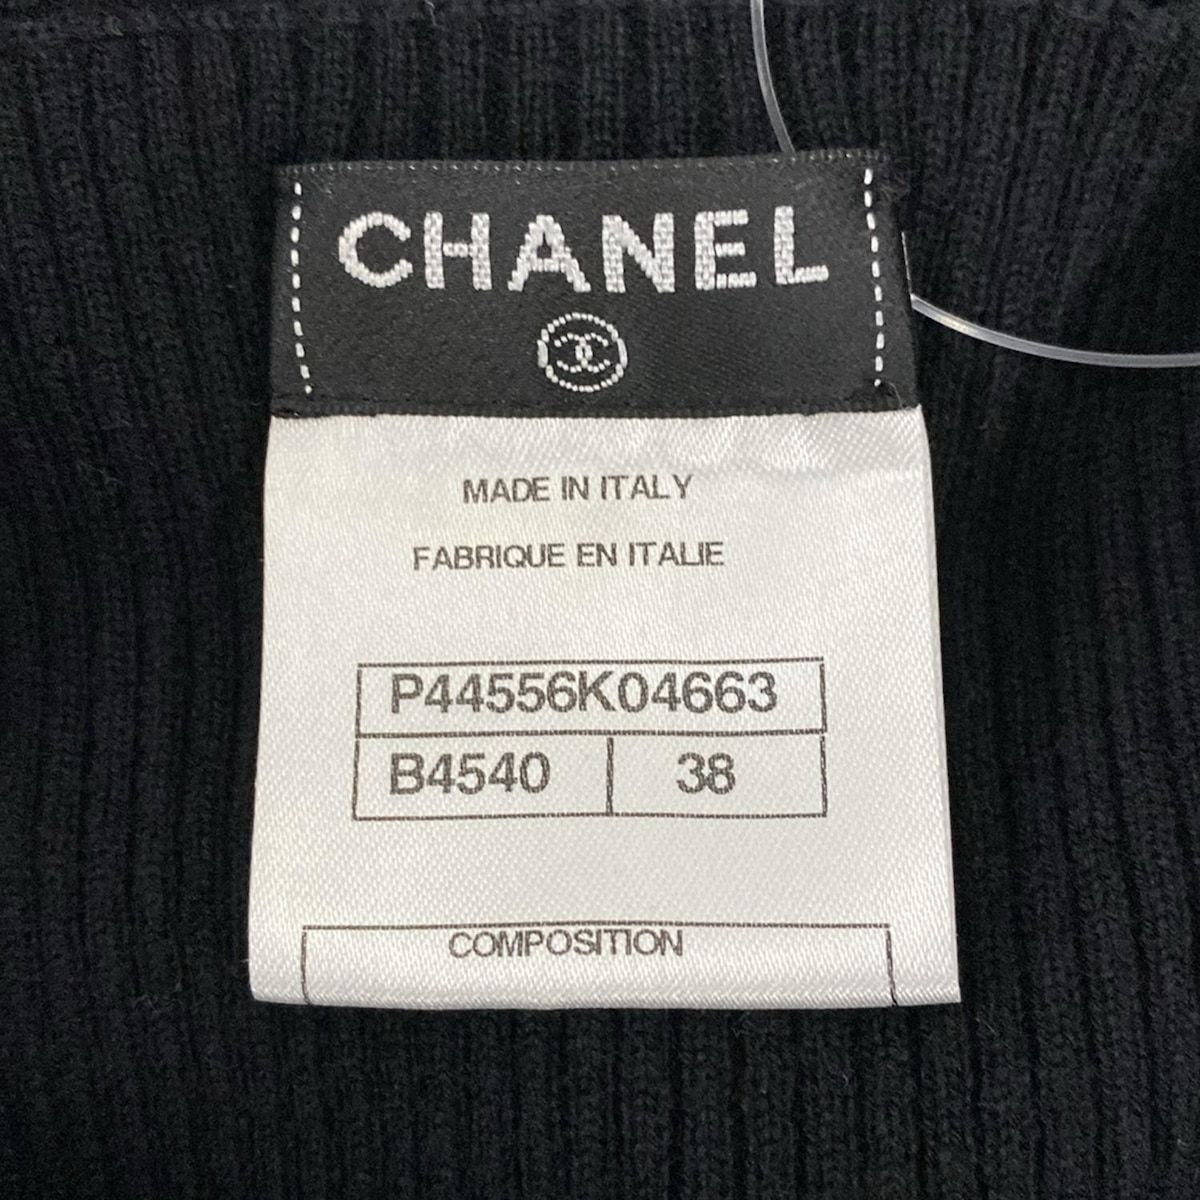 CHANEL
MADE IN ITALY
FABRIQUE EN ITALIE
P44556K04663
B4540 38
COMPOSITION